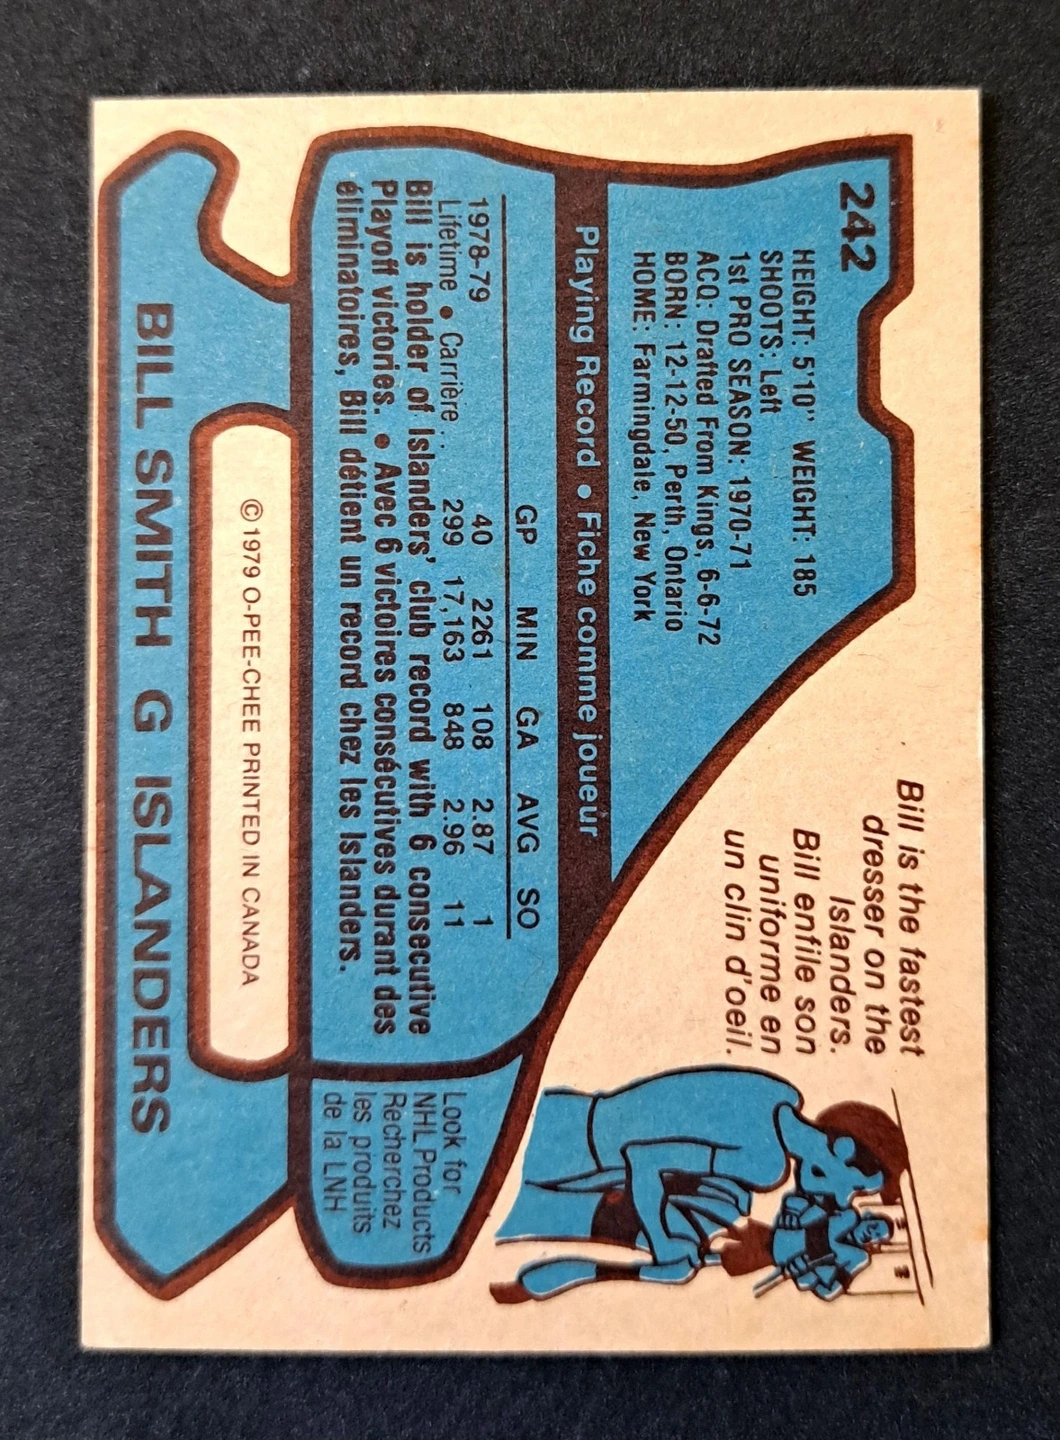 242
HEIGHT: 5'10" WEIGHT: 185
SHOOTS: Left
1st PRO SEASON: 1970-71
ACQ: Drafted From Kings, 6-6-72
BORN: 12-12-50, Perth, Ontario
HOME: Farmingdale, New York
Bill is the fastest
dresser on the
Islanders.
Bill enfile son
uniforme en
un clin d'oeil.
Playing Record • Fiche comme joueur
GP MIN GA AVG SO
1978-79 40 2261 108 2.87 1
Lifetime • Carrière... 299 17,163 848 2.96 11
Bill is holder of Islanders' club record with 6 consecutive
Playoff victories. • Avec 6 victoires consécutives durant des
éliminatoires, Bill détient un record chez les Islanders.
Look for
NHL Products
Recherchez
les produits
de la LNH
© 1979 O-PEE-CHEE PRINTED IN CANADA
BILL SMITH G ISLANDERS